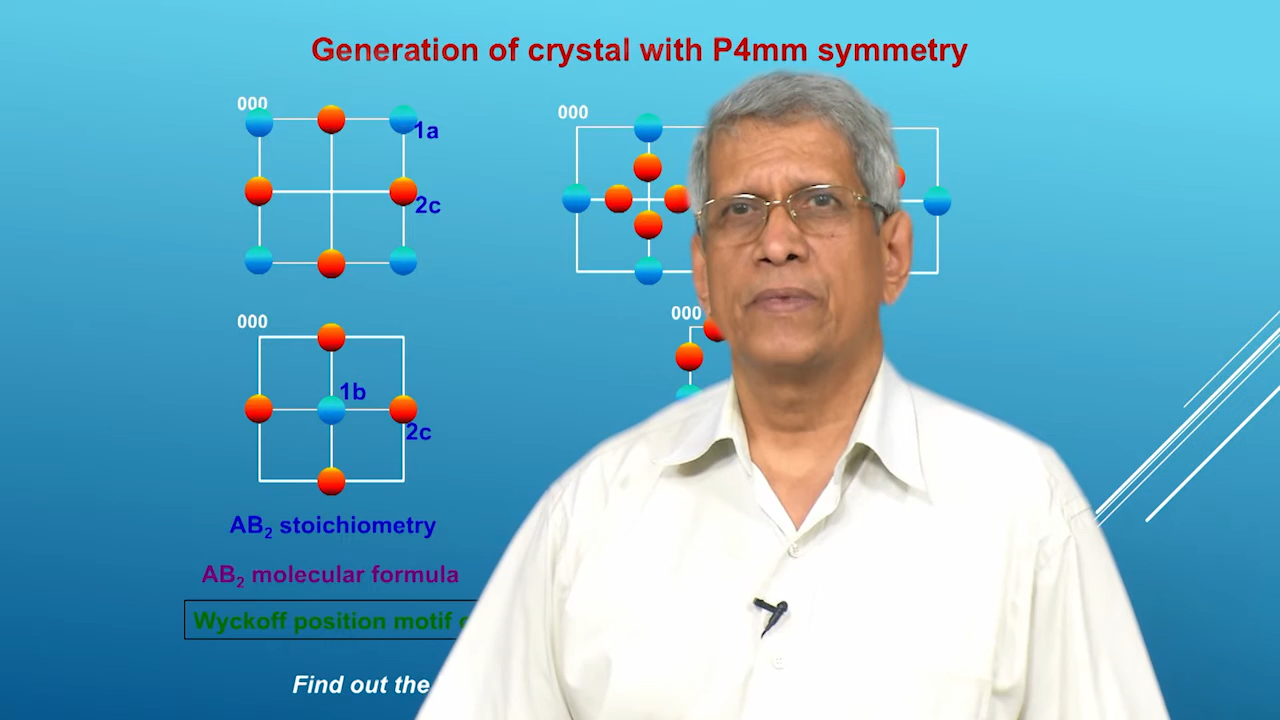 Generation of crystal with P4mm symmetry
000
1a
2c
000
000
1b
2c
000
AB₂ stoichiometry
AB₂ molecular formula
Wyckoff position motif
Find out the